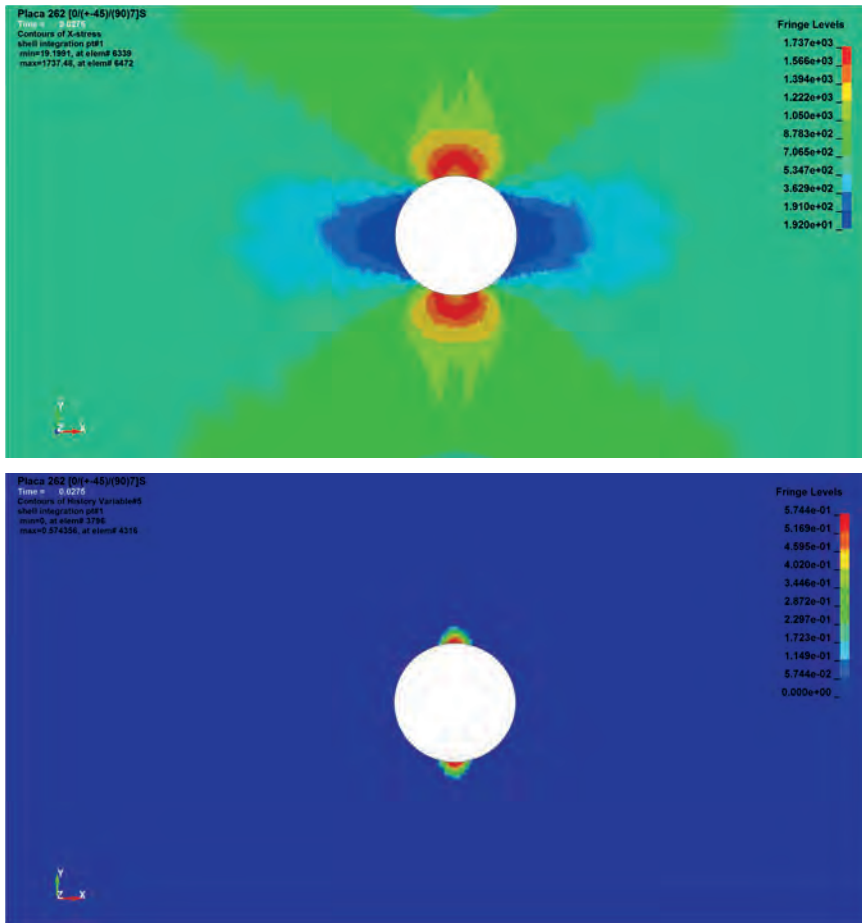 Placa 262 [0/(+-45)/(90)7]S
Time = 0.0275
Contours of X-stress
shell integration pt#1
min=19.1991, at elem# 6339
max=1737.48, at elem# 6472
Fringe Levels
1.737e+03
1.566e+03
1.394e+03
1.222e+03
1.050e+03
8.783e+02
7.065e+02
5.347e+02
3.629e+02
1.910e+02
1.920e+01
Y
Z X
Placa 262 [0/(+-45)/(90)7]S
Time = 0.0275
Contours of History Variable#5
shell integration pt#1
min=0, at elem# 3786
max=0.574356, at elem# 4316
Fringe Levels
5.744e-01
5.169e-01
4.595e-01
4.020e-01
3.446e-01
2.872e-01
2.297e-01
1.723e-01
1.149e-01
5.744e-02
0.000e+00
Y
Z X